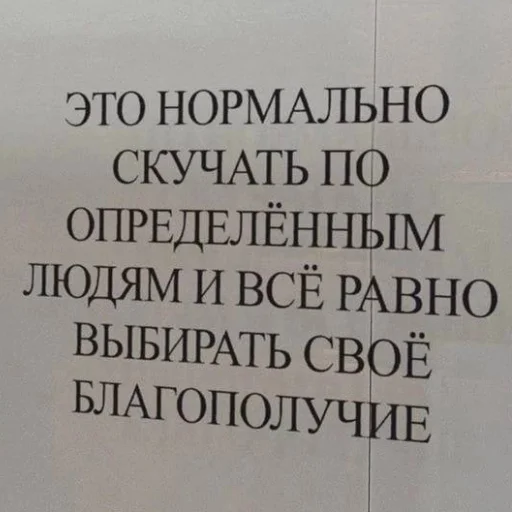 ЭТО НОРМАЛЬНО
СКУЧАТЬ ПО
ОПРЕДЕЛЁННЫМ
ЛЮДЯМ И ВСЁ РАВНО
ВЫБИРАТЬ СВОЁ
БЛАГОПОЛУЧИЕ